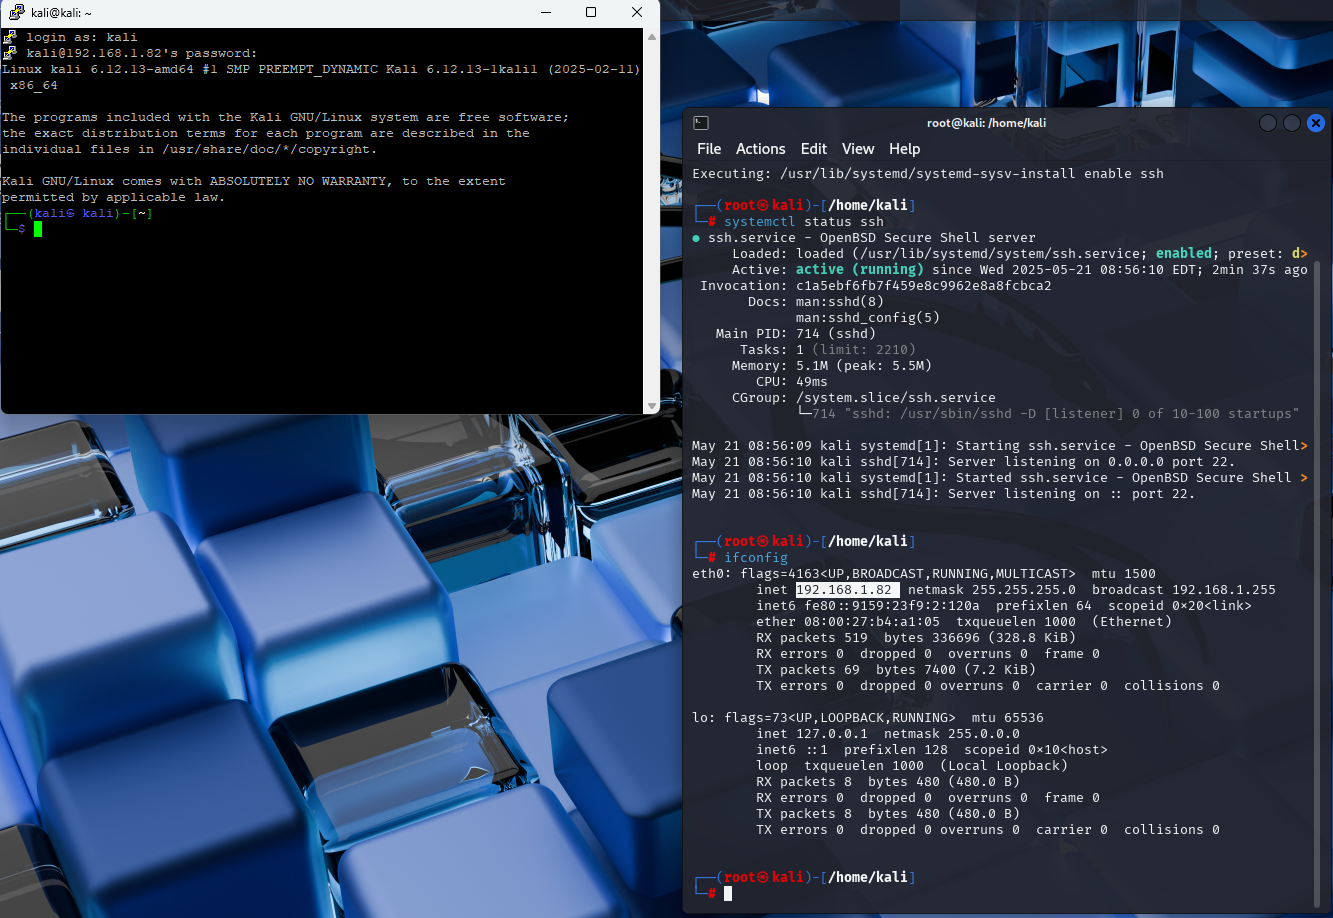 kali@kali: ~
login as: kali
kali@192.168.1.82's password:
Linux kali 6.12.13-amd64 #1 SMP PREEMPT_DYNAMIC Kali 6.12.13-1kali1 (2025-02-11)
x86_64
The programs included with the Kali GNU/Linux system are free software;
the exact distribution terms for each program are described in the
individual files in /usr/share/doc/*/copyright.
Kali GNU/Linux comes with ABSOLUTELY NO WARRANTY, to the extent
permitted by applicable law.
┌──(kali㉿ kali)-[~]
└─$
root@kali: /home/kali
File Actions Edit View Help
Executing: /usr/lib/systemd/systemd-sysv-install enable ssh
┌──(root㉿kali)-[/home/kali]
└─# systemctl status ssh
● ssh.service - OpenBSD Secure Shell server
Loaded: loaded (/usr/lib/systemd/system/ssh.service; enabled; preset: d>
Active: active (running) since Wed 2025-05-21 08:56:10 EDT; 2min 37s ago
Invocation: c1a5ebf6fb7f459e8c9962e8a8fcbca2
Docs: man:sshd(8)
man:sshd_config(5)
Main PID: 714 (sshd)
Tasks: 1 (limit: 2210)
Memory: 5.1M (peak: 5.5M)
CPU: 49ms
CGroup: /system.slice/ssh.service
└─714 "sshd: /usr/sbin/sshd -D [listener] 0 of 10-100 startups"
May 21 08:56:09 kali systemd[1]: Starting ssh.service - OpenBSD Secure Shell>
May 21 08:56:10 kali sshd[714]: Server listening on 0.0.0.0 port 22.
May 21 08:56:10 kali systemd[1]: Started ssh.service - OpenBSD Secure Shell >
May 21 08:56:10 kali sshd[714]: Server listening on :: port 22.
┌──(root㉿kali)-[/home/kali]
└─# ifconfig
eth0: flags=4163<UP,BROADCAST,RUNNING,MULTICAST> mtu 1500
inet 192.168.1.82 netmask 255.255.255.0 broadcast 192.168.1.255
inet6 fe80::9159:23f9:2:120a prefixlen 64 scopeid 0×20<link>
ether 08:00:27:b4:a1:05 txqueuelen 1000 (Ethernet)
RX packets 519 bytes 336696 (328.8 KiB)
RX errors 0 dropped 0 overruns 0 frame 0
TX packets 69 bytes 7400 (7.2 KiB)
TX errors 0 dropped 0 overruns 0 carrier 0 collisions 0
lo: flags=73<UP,LOOPBACK,RUNNING> mtu 65536
inet 127.0.0.1 netmask 255.0.0.0
inet6 ::1 prefixlen 128 scopeid 0×10<host>
loop txqueuelen 1000 (Local Loopback)
RX packets 8 bytes 480 (480.0 B)
RX errors 0 dropped 0 overruns 0 frame 0
TX packets 8 bytes 480 (480.0 B)
TX errors 0 dropped 0 overruns 0 carrier 0 collisions 0
┌──(root㉿kali)-[/home/kali]
└─#